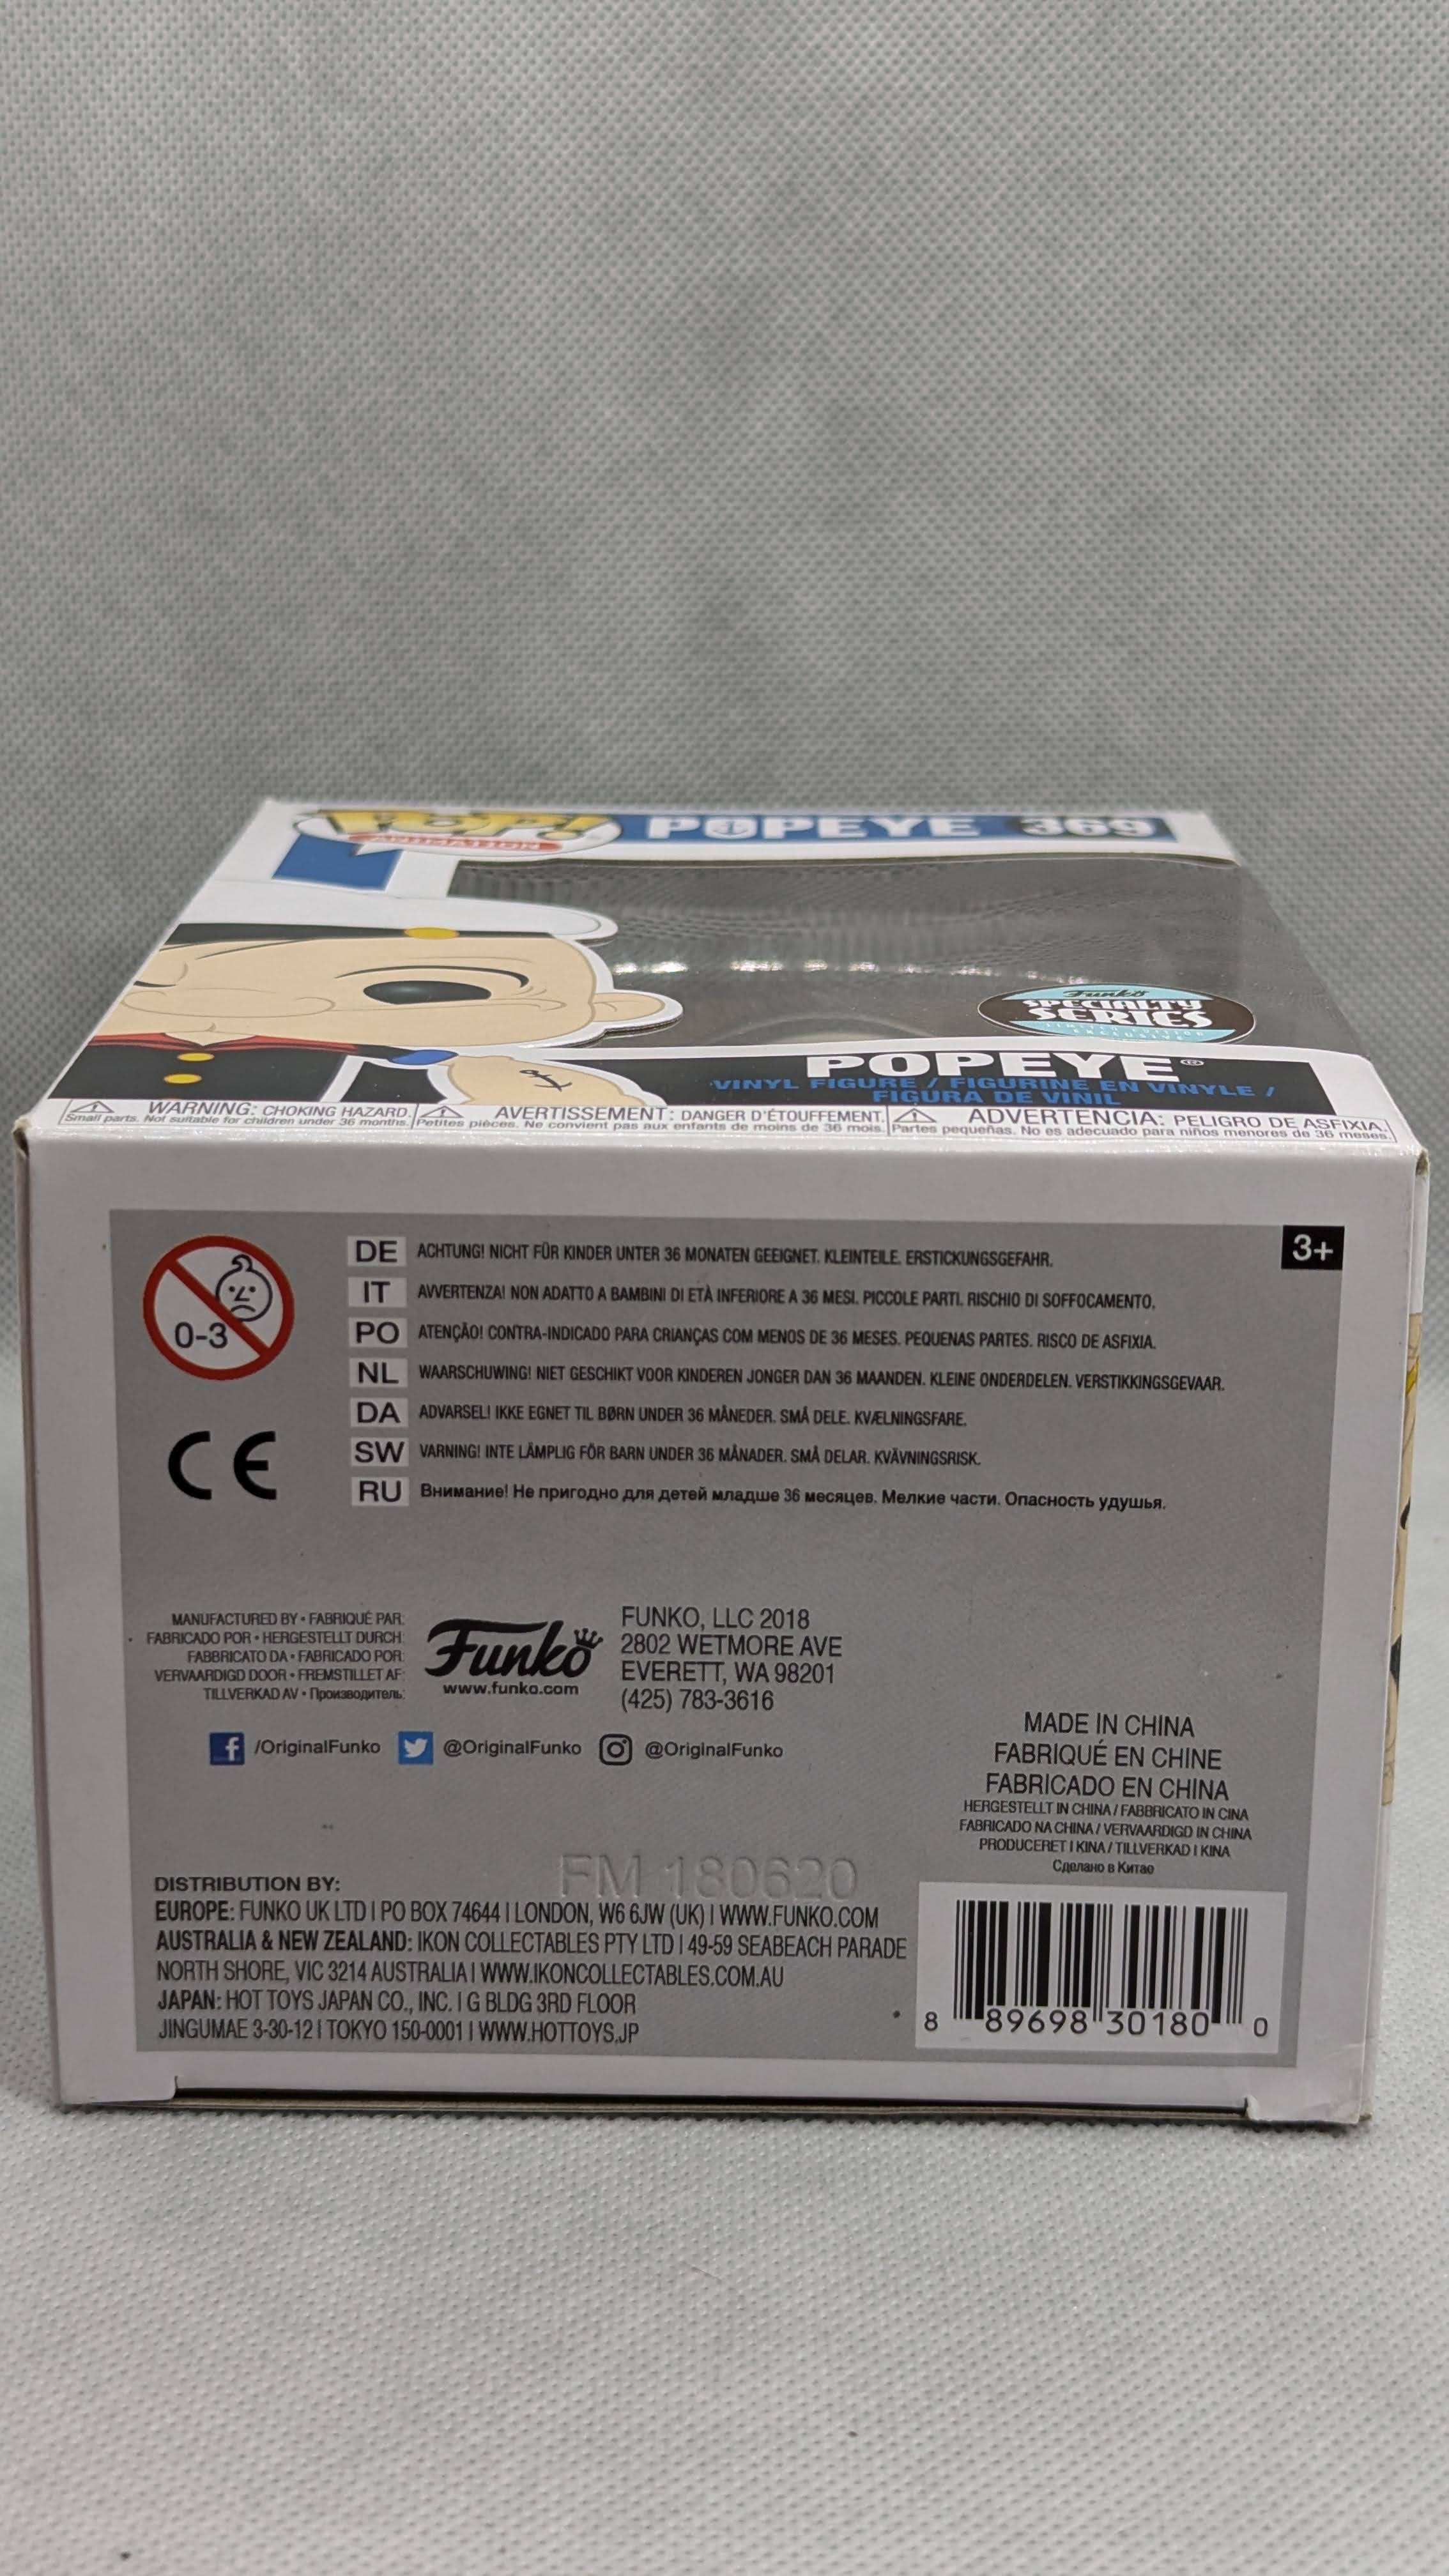 POP! POPEYE 369
ANIMATION
Funko
SPECIALTY
SERIES
LIMITED EDITION
EXCLUSIVE
POPEYE®
VINYL FIGURE / FIGURINE EN VINYLE /
FIGURA DE VINIL
WARNING: CHOKING HAZARD.
Small parts. Not suitable for children under 36 months.
AVERTISSEMENT: DANGER D'ÉTOUFFEMENT.
Petites pièces. Ne convient pas aux enfants de moins de 36 mois.
ADVERTENCIA: PELIGRO DE ASFIXIA.
Partes pequeñas. No es adecuado para niños menores de 36 meses.
0-3
CE
3+
DE ACHTUNG! NICHT FÜR KINDER UNTER 36 MONATEN GEEIGNET. KLEINTEILE. ERSTICKUNGSGEFAHR.
IT AVVERTENZA! NON ADATTO A BAMBINI DI ETÀ INFERIORE A 36 MESI. PICCOLE PARTI. RISCHIO DI SOFFOCAMENTO.
PO ATENÇÃO! CONTRA-INDICADO PARA CRIANÇAS COM MENOS DE 36 MESES. PEQUENAS PARTES. RISCO DE ASFIXIA.
NL WAARSCHUWING! NIET GESCHIKT VOOR KINDEREN JONGER DAN 36 MAANDEN. KLEINE ONDERDELEN. VERSTIKKINGSGEVAAR.
DA ADVARSEL! IKKE EGNET TIL BØRN UNDER 36 MÅNEDER. SMÅ DELE. KVÆLNINGSFARE.
SW VARNING! INTE LÄMPLIG FÖR BARN UNDER 36 MÅNADER. SMÅ DELAR. KVÄVNINGSRISK.
RU Внимание! Не пригодно для детей младше 36 месяцев. Мелкие части. Опасность удушья.
MANUFACTURED BY • FABRIQUÉ PAR:
FABRICADO POR • HERGESTELLT DURCH:
FABBRICATO DA • FABRICADO POR:
VERVAARDIGD DOOR • FREMSTILLET AF:
TILLVERKAD AV • Производитель:
Funko
www.funko.com
FUNKO, LLC 2018
2802 WETMORE AVE
EVERETT, WA 98201
(425) 783-3616
/OriginalFunko @OriginalFunko @OriginalFunko
MADE IN CHINA
FABRIQUÉ EN CHINE
FABRICADO EN CHINA
HERGESTELLT IN CHINA / FABBRICATO IN CINA
FABRICADO NA CHINA / VERVAARDIGD IN CHINA
PRODUCERET I KINA / TILLVERKAD I KINA
Сделано в Китае
FM 180620
DISTRIBUTION BY:
EUROPE: FUNKO UK LTD | PO BOX 74644 | LONDON, W6 6JW (UK) | WWW.FUNKO.COM
AUSTRALIA & NEW ZEALAND: IKON COLLECTABLES PTY LTD | 49-59 SEABEACH PARADE
NORTH SHORE, VIC 3214 AUSTRALIA | WWW.IKONCOLLECTABLES.COM.AU
JAPAN: HOT TOYS JAPAN CO., INC. | G BLDG 3RD FLOOR
JINGUMAE 3-30-12 | TOKYO 150-0001 | WWW.HOTTOYS.JP
8 89698 30180 0